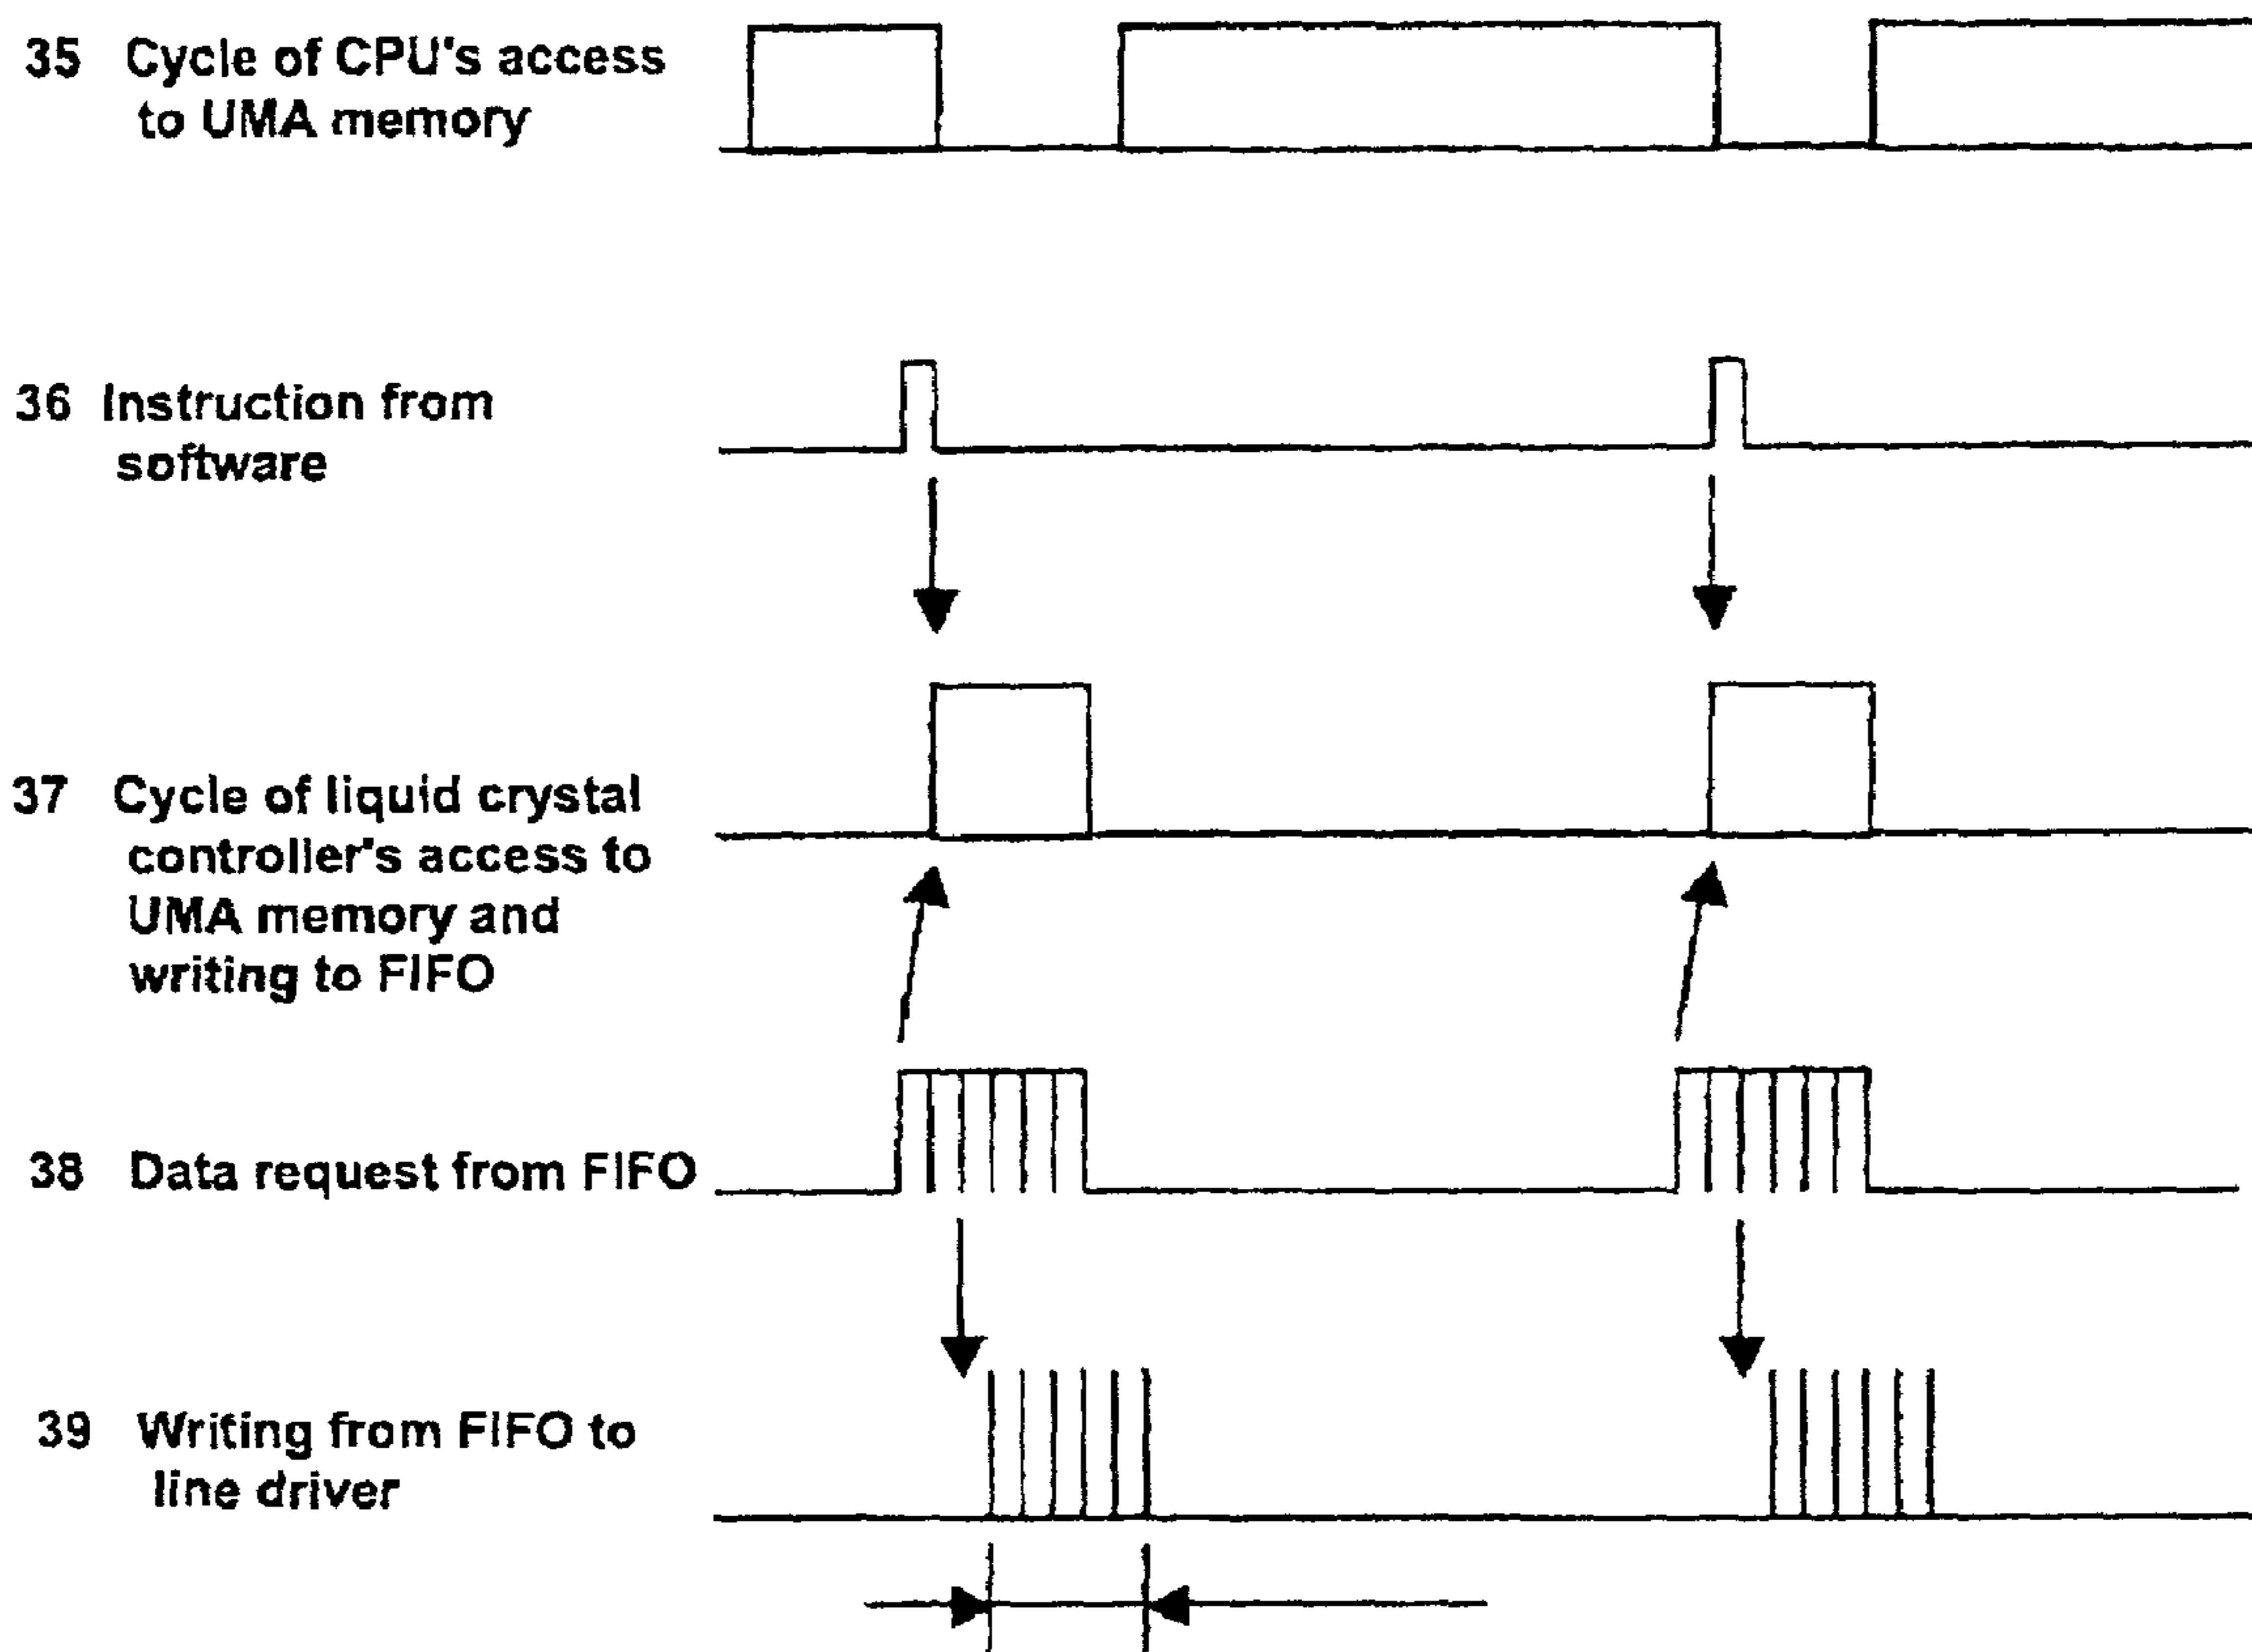 35 Cycle of CPU's access
to UMA memory
36 Instruction from
software
37 Cycle of liquid crystal
controller's access to
UMA memory and
writing to FIFO
38 Data request from FIFO
39 Writing from FIFO to
line driver